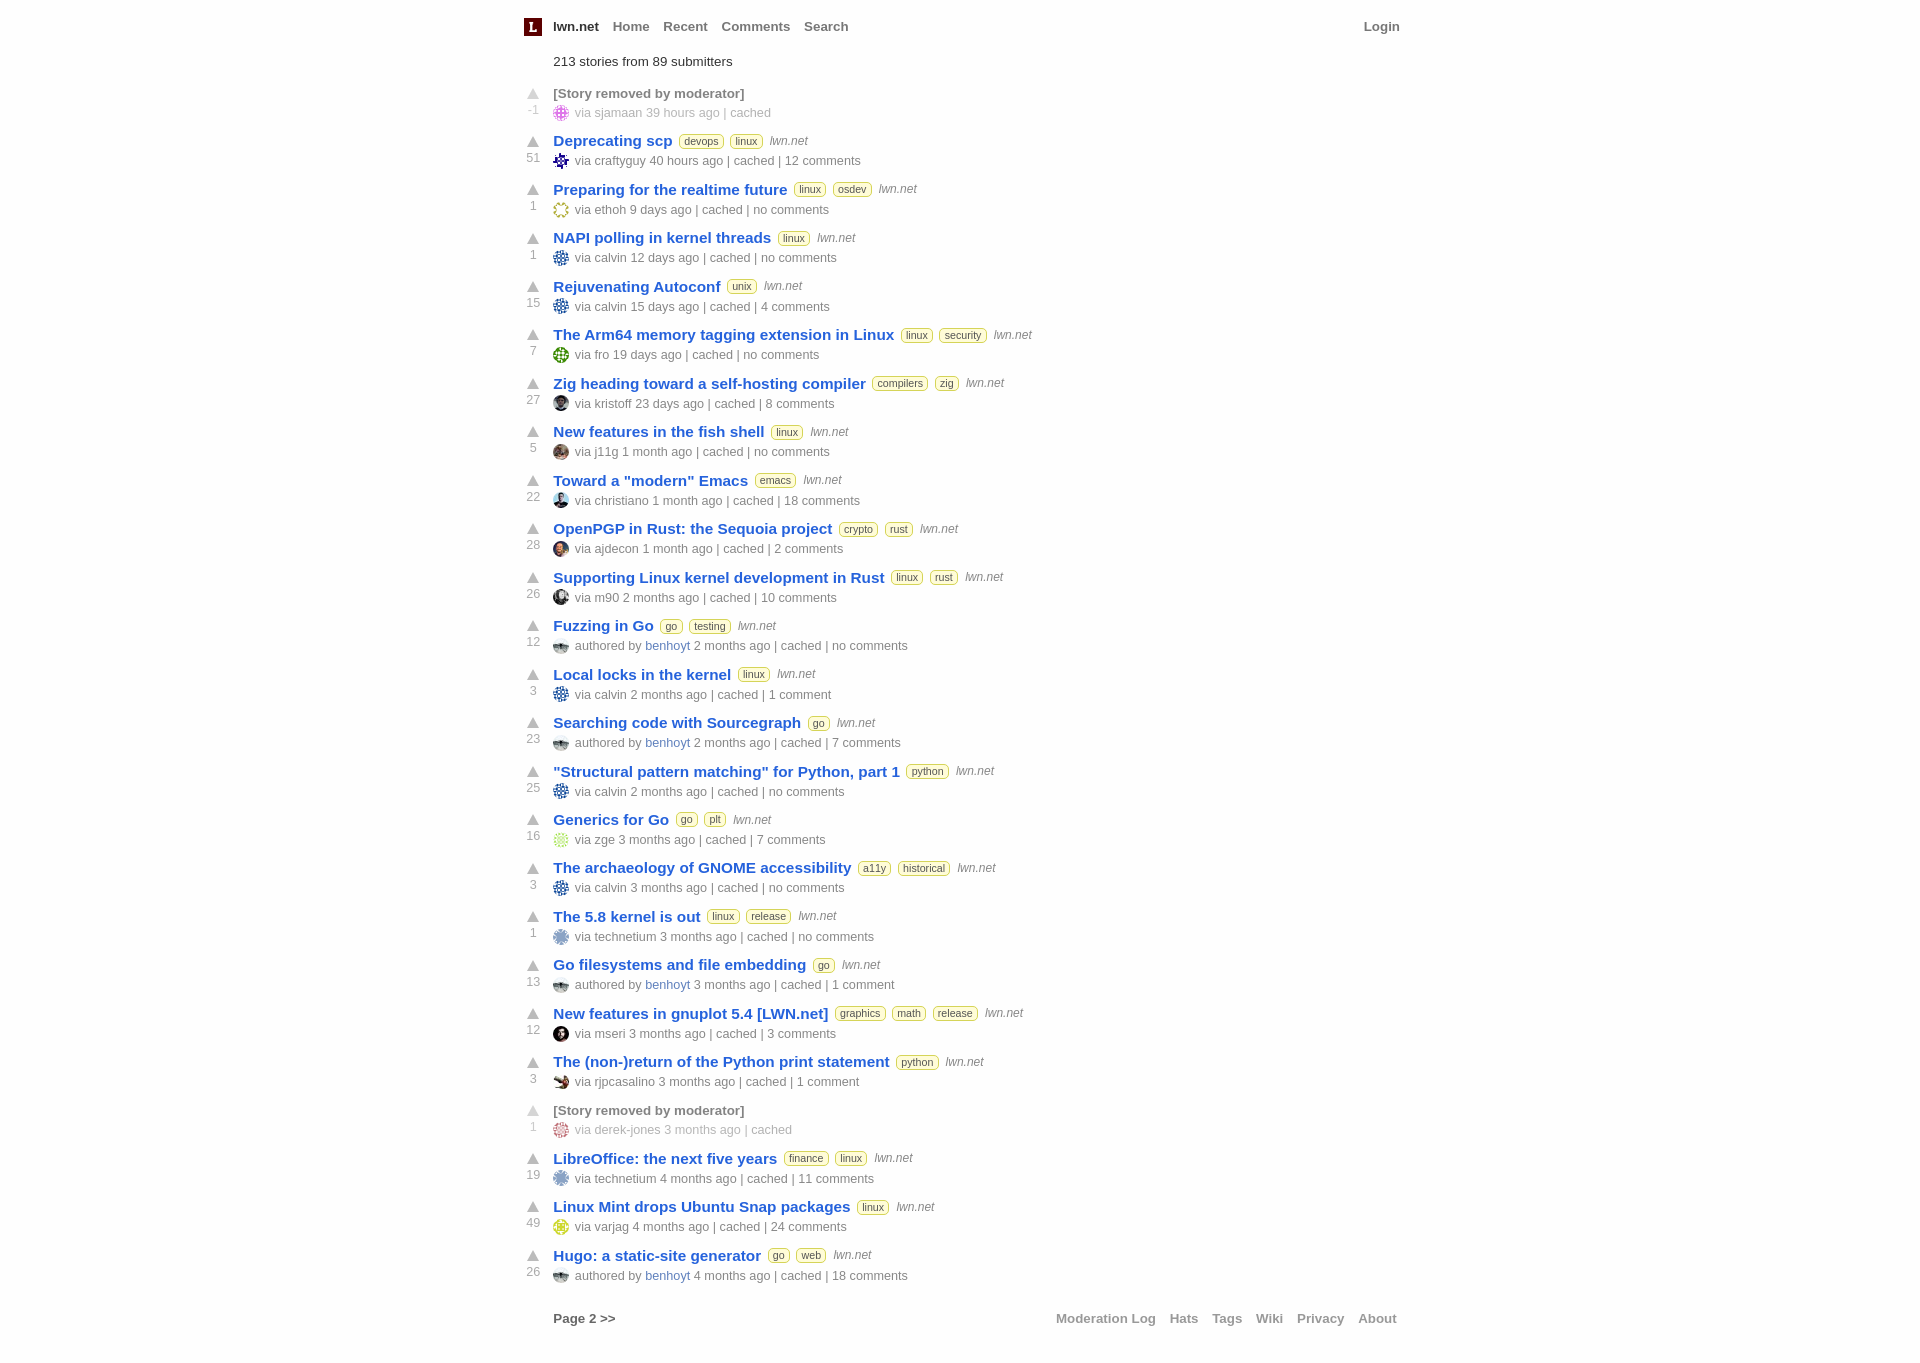 L lwn.net Home Recent Comments Search Login
213 stories from 89 submitters
[Story removed by moderator]
-1 via sjamaan 39 hours ago | cached
Deprecating scp devops linux lwn.net
51 via craftyguy 40 hours ago | cached | 12 comments
Preparing for the realtime future linux osdev lwn.net
1 via ethoh 9 days ago | cached | no comments
NAPI polling in kernel threads linux lwn.net
1 via calvin 12 days ago | cached | no comments
Rejuvenating Autoconf unix lwn.net
15 via calvin 15 days ago | cached | 4 comments
The Arm64 memory tagging extension in Linux linux security lwn.net
7 via fro 19 days ago | cached | no comments
Zig heading toward a self-hosting compiler compilers zig lwn.net
27 via kristoff 23 days ago | cached | 8 comments
New features in the fish shell linux lwn.net
5 via j11g 1 month ago | cached | no comments
Toward a "modern" Emacs emacs lwn.net
22 via christiano 1 month ago | cached | 18 comments
OpenPGP in Rust: the Sequoia project crypto rust lwn.net
28 via ajdecon 1 month ago | cached | 2 comments
Supporting Linux kernel development in Rust linux rust lwn.net
26 via m90 2 months ago | cached | 10 comments
Fuzzing in Go go testing lwn.net
12 authored by benhoyt 2 months ago | cached | no comments
Local locks in the kernel linux lwn.net
3 via calvin 2 months ago | cached | 1 comment
Searching code with Sourcegraph go lwn.net
23 authored by benhoyt 2 months ago | cached | 7 comments
"Structural pattern matching" for Python, part 1 python lwn.net
25 via calvin 2 months ago | cached | no comments
Generics for Go go plt lwn.net
16 via zge 3 months ago | cached | 7 comments
The archaeology of GNOME accessibility a11y historical lwn.net
3 via calvin 3 months ago | cached | no comments
The 5.8 kernel is out linux release lwn.net
1 via technetium 3 months ago | cached | no comments
Go filesystems and file embedding go lwn.net
13 authored by benhoyt 3 months ago | cached | 1 comment
New features in gnuplot 5.4 [LWN.net] graphics math release lwn.net
12 via mseri 3 months ago | cached | 3 comments
The (non-)return of the Python print statement python lwn.net
3 via rjpcasalino 3 months ago | cached | 1 comment
[Story removed by moderator]
1 via derek-jones 3 months ago | cached
LibreOffice: the next five years finance linux lwn.net
19 via technetium 4 months ago | cached | 11 comments
Linux Mint drops Ubuntu Snap packages linux lwn.net
49 via varjag 4 months ago | cached | 24 comments
Hugo: a static-site generator go web lwn.net
26 authored by benhoyt 4 months ago | cached | 18 comments
Page 2 >> Moderation Log Hats Tags Wiki Privacy About